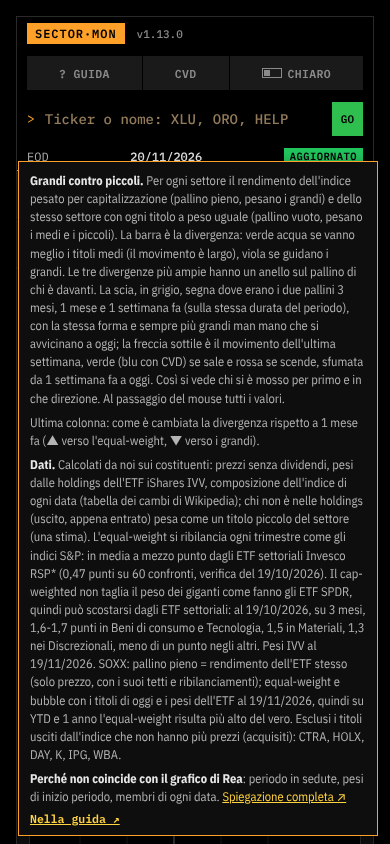 SECTOR·MON v1.13.0
? GUIDA CVD CHIARO
> Ticker o nome: XLU, ORO, HELP GO
EOD 20/11/2026 AGGIORNATO
Grandi contro piccoli. Per ogni settore il rendimento dell'indice
pesato per capitalizzazione (pallino pieno, pesano i grandi) e dello
stesso settore con ogni titolo a peso uguale (pallino vuoto, pesano
i medi e i piccoli). La barra è la divergenza: verde acqua se vanno
meglio i titoli medi (il movimento è largo), viola se guidano i
grandi. Le tre divergenze più ampie hanno un anello sul pallino di
chi è davanti. La scia, in grigio, segna dove erano i due pallini 3
mesi, 1 mese e 1 settimana fa (sulla stessa durata del periodo),
con la stessa forma e sempre più grandi man mano che si
avvicinano a oggi; la freccia sottile è il movimento dell'ultima
settimana, verde (blu con CVD) se sale e rossa se scende, sfumata
da 1 settimana fa a oggi. Così si vede chi si è mosso per primo e in
che direzione. Al passaggio del mouse tutti i valori.
Ultima colonna: come è cambiata la divergenza rispetto a 1 mese
fa (▲ verso l'equal-weight, ▼ verso i grandi).
Dati. Calcolati da noi sui costituenti: prezzi senza dividendi, pesi
dalle holdings dell'ETF iShares IVV, composizione dell'indice di
ogni data (tabella dei cambi di Wikipedia); chi non è nelle holdings
(uscito, appena entrato) pesa come un titolo piccolo del settore
(una stima). L'equal-weight si ribilancia ogni trimestre come gli
indici S&P: in media a mezzo punto dagli ETF settoriali Invesco
RSP* (0,47 punti su 60 confronti, verifica del 19/10/2026). Il cap-
weighted non taglia il peso dei giganti come fanno gli ETF SPDR,
quindi può scostarsi dagli ETF settoriali: al 19/10/2026, su 3 mesi,
1,6-1,7 punti in Beni di consumo e Tecnologia, 1,5 in Materiali, 1,3
nei Discrezionali, meno di un punto negli altri. Pesi IVV al
19/11/2026. SOXX: pallino pieno = rendimento dell'ETF stesso
(solo prezzo, con i suoi tetti e ribilanciamenti); equal-weight e
bubble con i titoli di oggi e i pesi dell'ETF al 19/11/2026, quindi su
YTD e 1 anno l'equal-weight risulta più alto del vero. Esclusi i titoli
usciti dall'indice che non hanno più prezzi (acquisiti): CTRA, HOLX,
DAY, K, IPG, WBA.
Perché non coincide con il grafico di Rea: periodo in sedute, pesi
di inizio periodo, membri di ogni data. Spiegazione completa ↗
Nella guida ↗